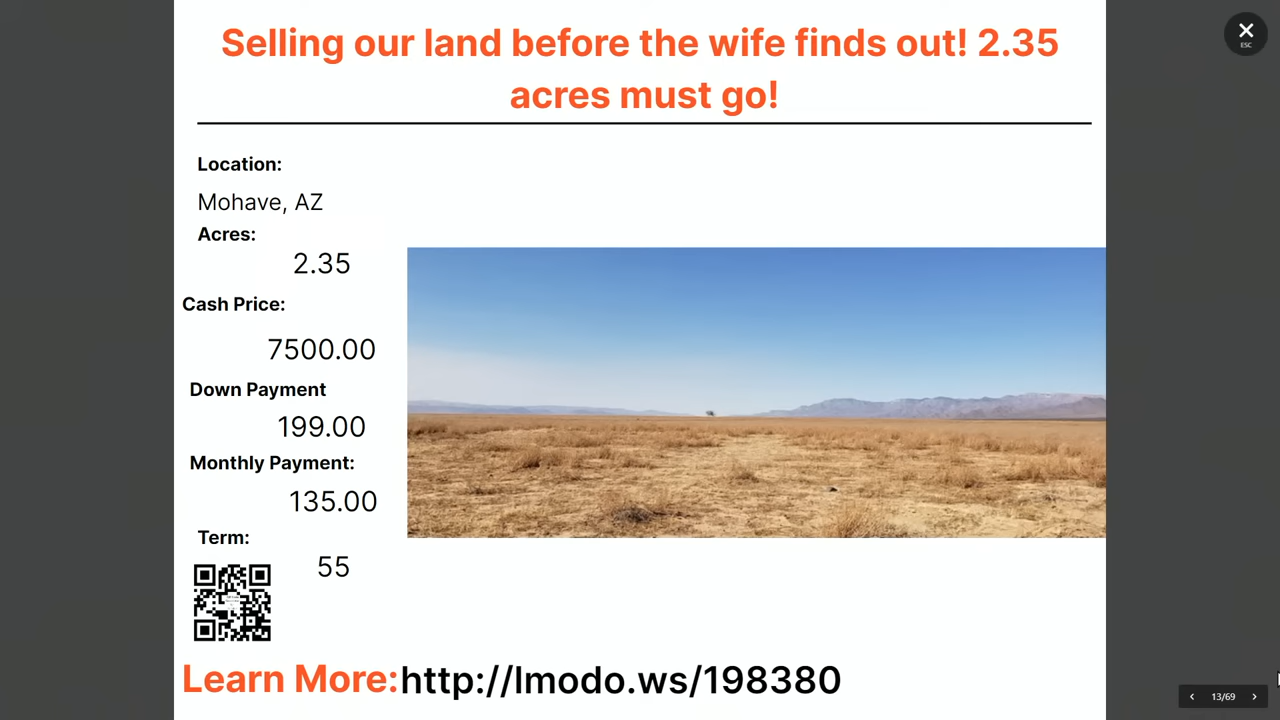 Selling our land before the wife finds out! 2.35
acres must go!
ESC
Location:
Mohave, AZ
Acres:
2.35
Cash Price:
7500.00
Down Payment
199.00
Monthly Payment:
135.00
Term:
55
Learn More:http://lmodo.ws/198380
13/69